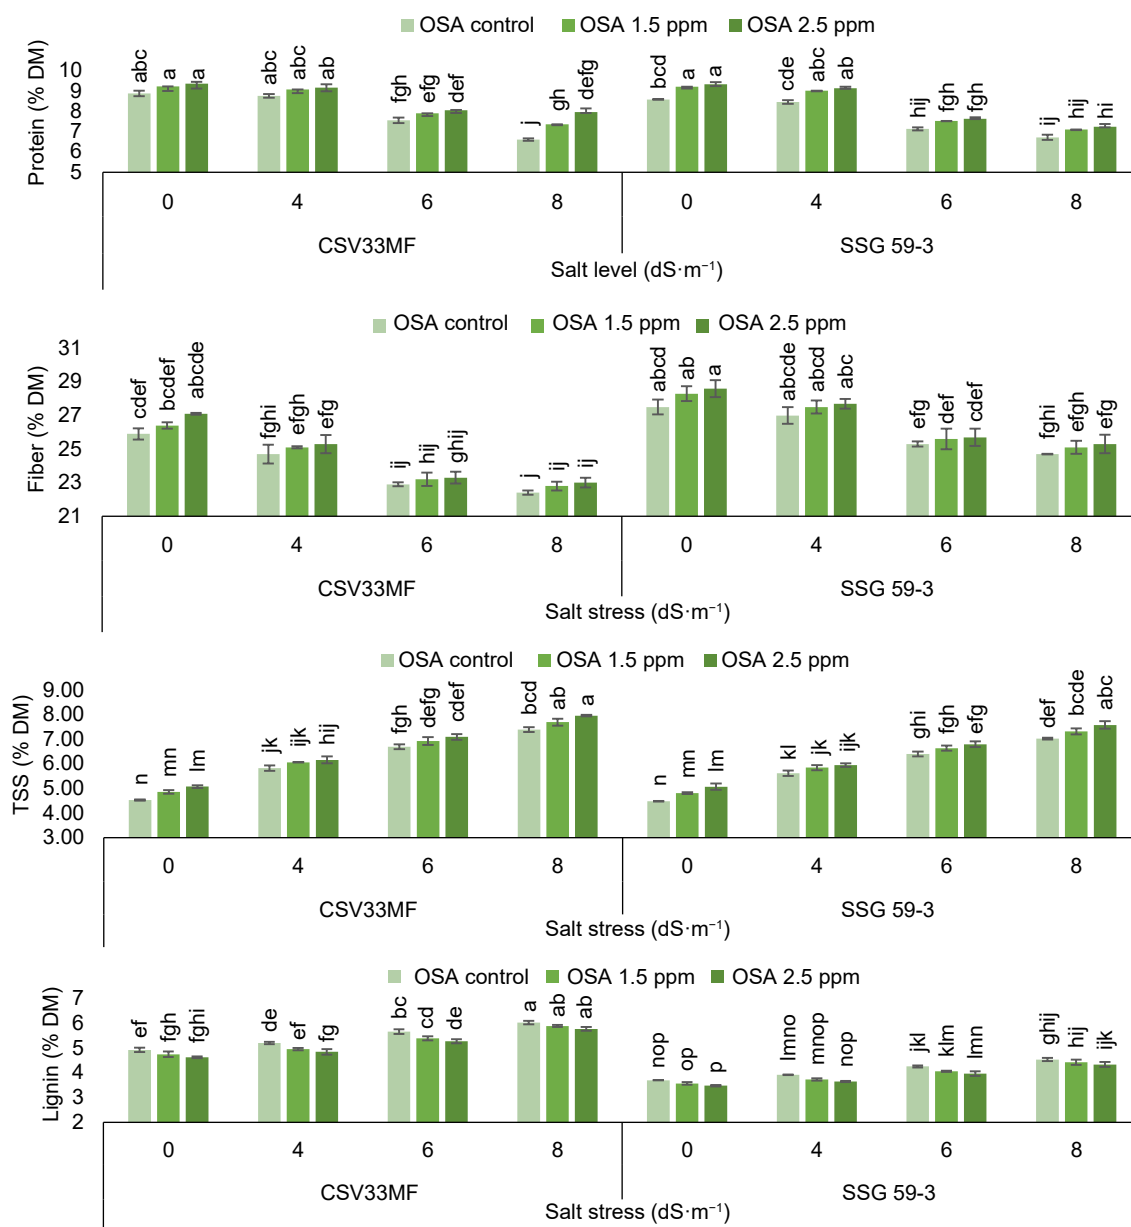 OSA control OSA 1.5 ppm OSA 2.5 ppm
Protein (% DM)
10
9
8
7
6
5
abc a a abc abc ab fgh efg def j gh defg bcd a a cde abc ab hij fgh fgh ij hij hi
0 4 6 8 0 4 6 8
CSV33MF SSG 59-3
Salt level (dS·m⁻¹)
OSA control OSA 1.5 ppm OSA 2.5 ppm
Fiber (% DM)
31
29
27
25
23
21
cdef bcdef abcde fghi efgh efg ij hij ghij j ij ij abcd ab a abcde abcd abc efg def cdef fghi efgh efg
0 4 6 8 0 4 6 8
CSV33MF SSG 59-3
Salt stress (dS·m⁻¹)
OSA control OSA 1.5 ppm OSA 2.5 ppm
TSS (% DM)
9.00
8.00
7.00
6.00
5.00
4.00
3.00
n mn lm jk ijk hij fgh defg cdef bcd ab a n mn lm kl jk ijk ghi fgh efg def bcde abc
0 4 6 8 0 4 6 8
CSV33MF SSG 59-3
Salt stress (dS·m⁻¹)
OSA control OSA 1.5 ppm OSA 2.5 ppm
Lignin (% DM)
7
6
5
4
3
2
ef fgh fghi de ef fg bc cd de a ab ab nop op p lmno mnop nop jkl klm lmn ghij hij ijk
0 4 6 8 0 4 6 8
CSV33MF SSG 59-3
Salt stress (dS·m⁻¹)